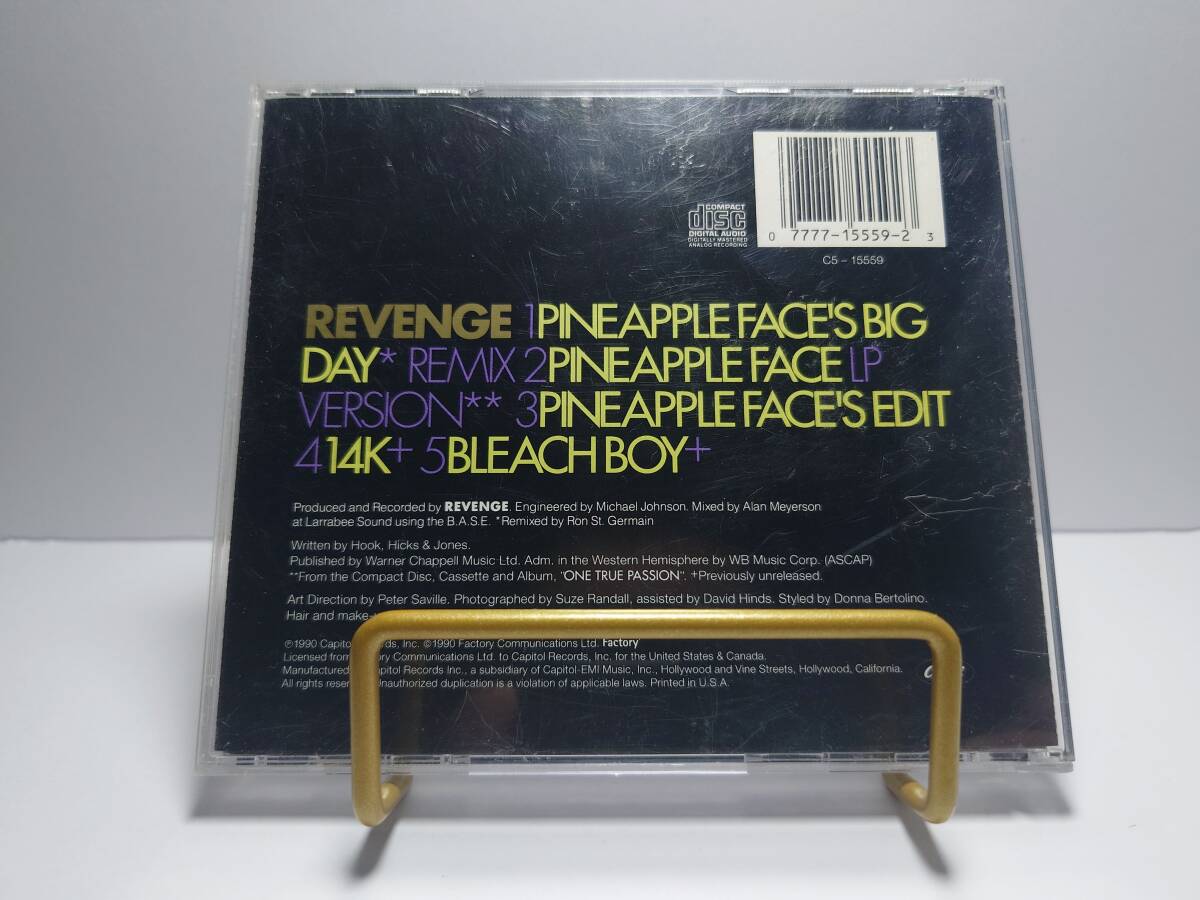 COMPACT
disc
DIGITAL AUDIO
DIGITALLY MASTERED
ANALOG RECORDING
0 7777-15559-2 3
C5 - 15559
REVENGE 1PINEAPPLE FACE'S BIG
DAY* REMIX 2PINEAPPLE FACE LP
VERSION** 3PINEAPPLE FACE'S EDIT
414K+ 5BLEACH BOY+
Produced and Recorded by REVENGE. Engineered by Michael Johnson. Mixed by Alan Meyerson
at Larrabee Sound using the B.A.S.E. *Remixed by Ron St. Germain
Written by Hook, Hicks & Jones.
Published by Warner Chappell Music Ltd. Adm. in the Western Hemisphere by WB Music Corp. (ASCAP)
**From the Compact Disc, Cassette and Album, "ONE TRUE PASSION". +Previously unreleased.
Art Direction by Peter Saville. Photographed by Suze Randall, assisted by David Hinds. Styled by Donna Bertolino.
Hair and make-
℗1990 Capitol Records, Inc. ©1990 Factory Communications Ltd. Factory
Licensed from Factory Communications Ltd. to Capitol Records, Inc. for the United States & Canada.
Manufactured Capitol Records Inc., a subsidiary of Capitol-EMI Music, Inc., Hollywood and Vine Streets, Hollywood, California.
All rights reser Unauthorized duplication is a violation of applicable laws. Printed in U.S.A.